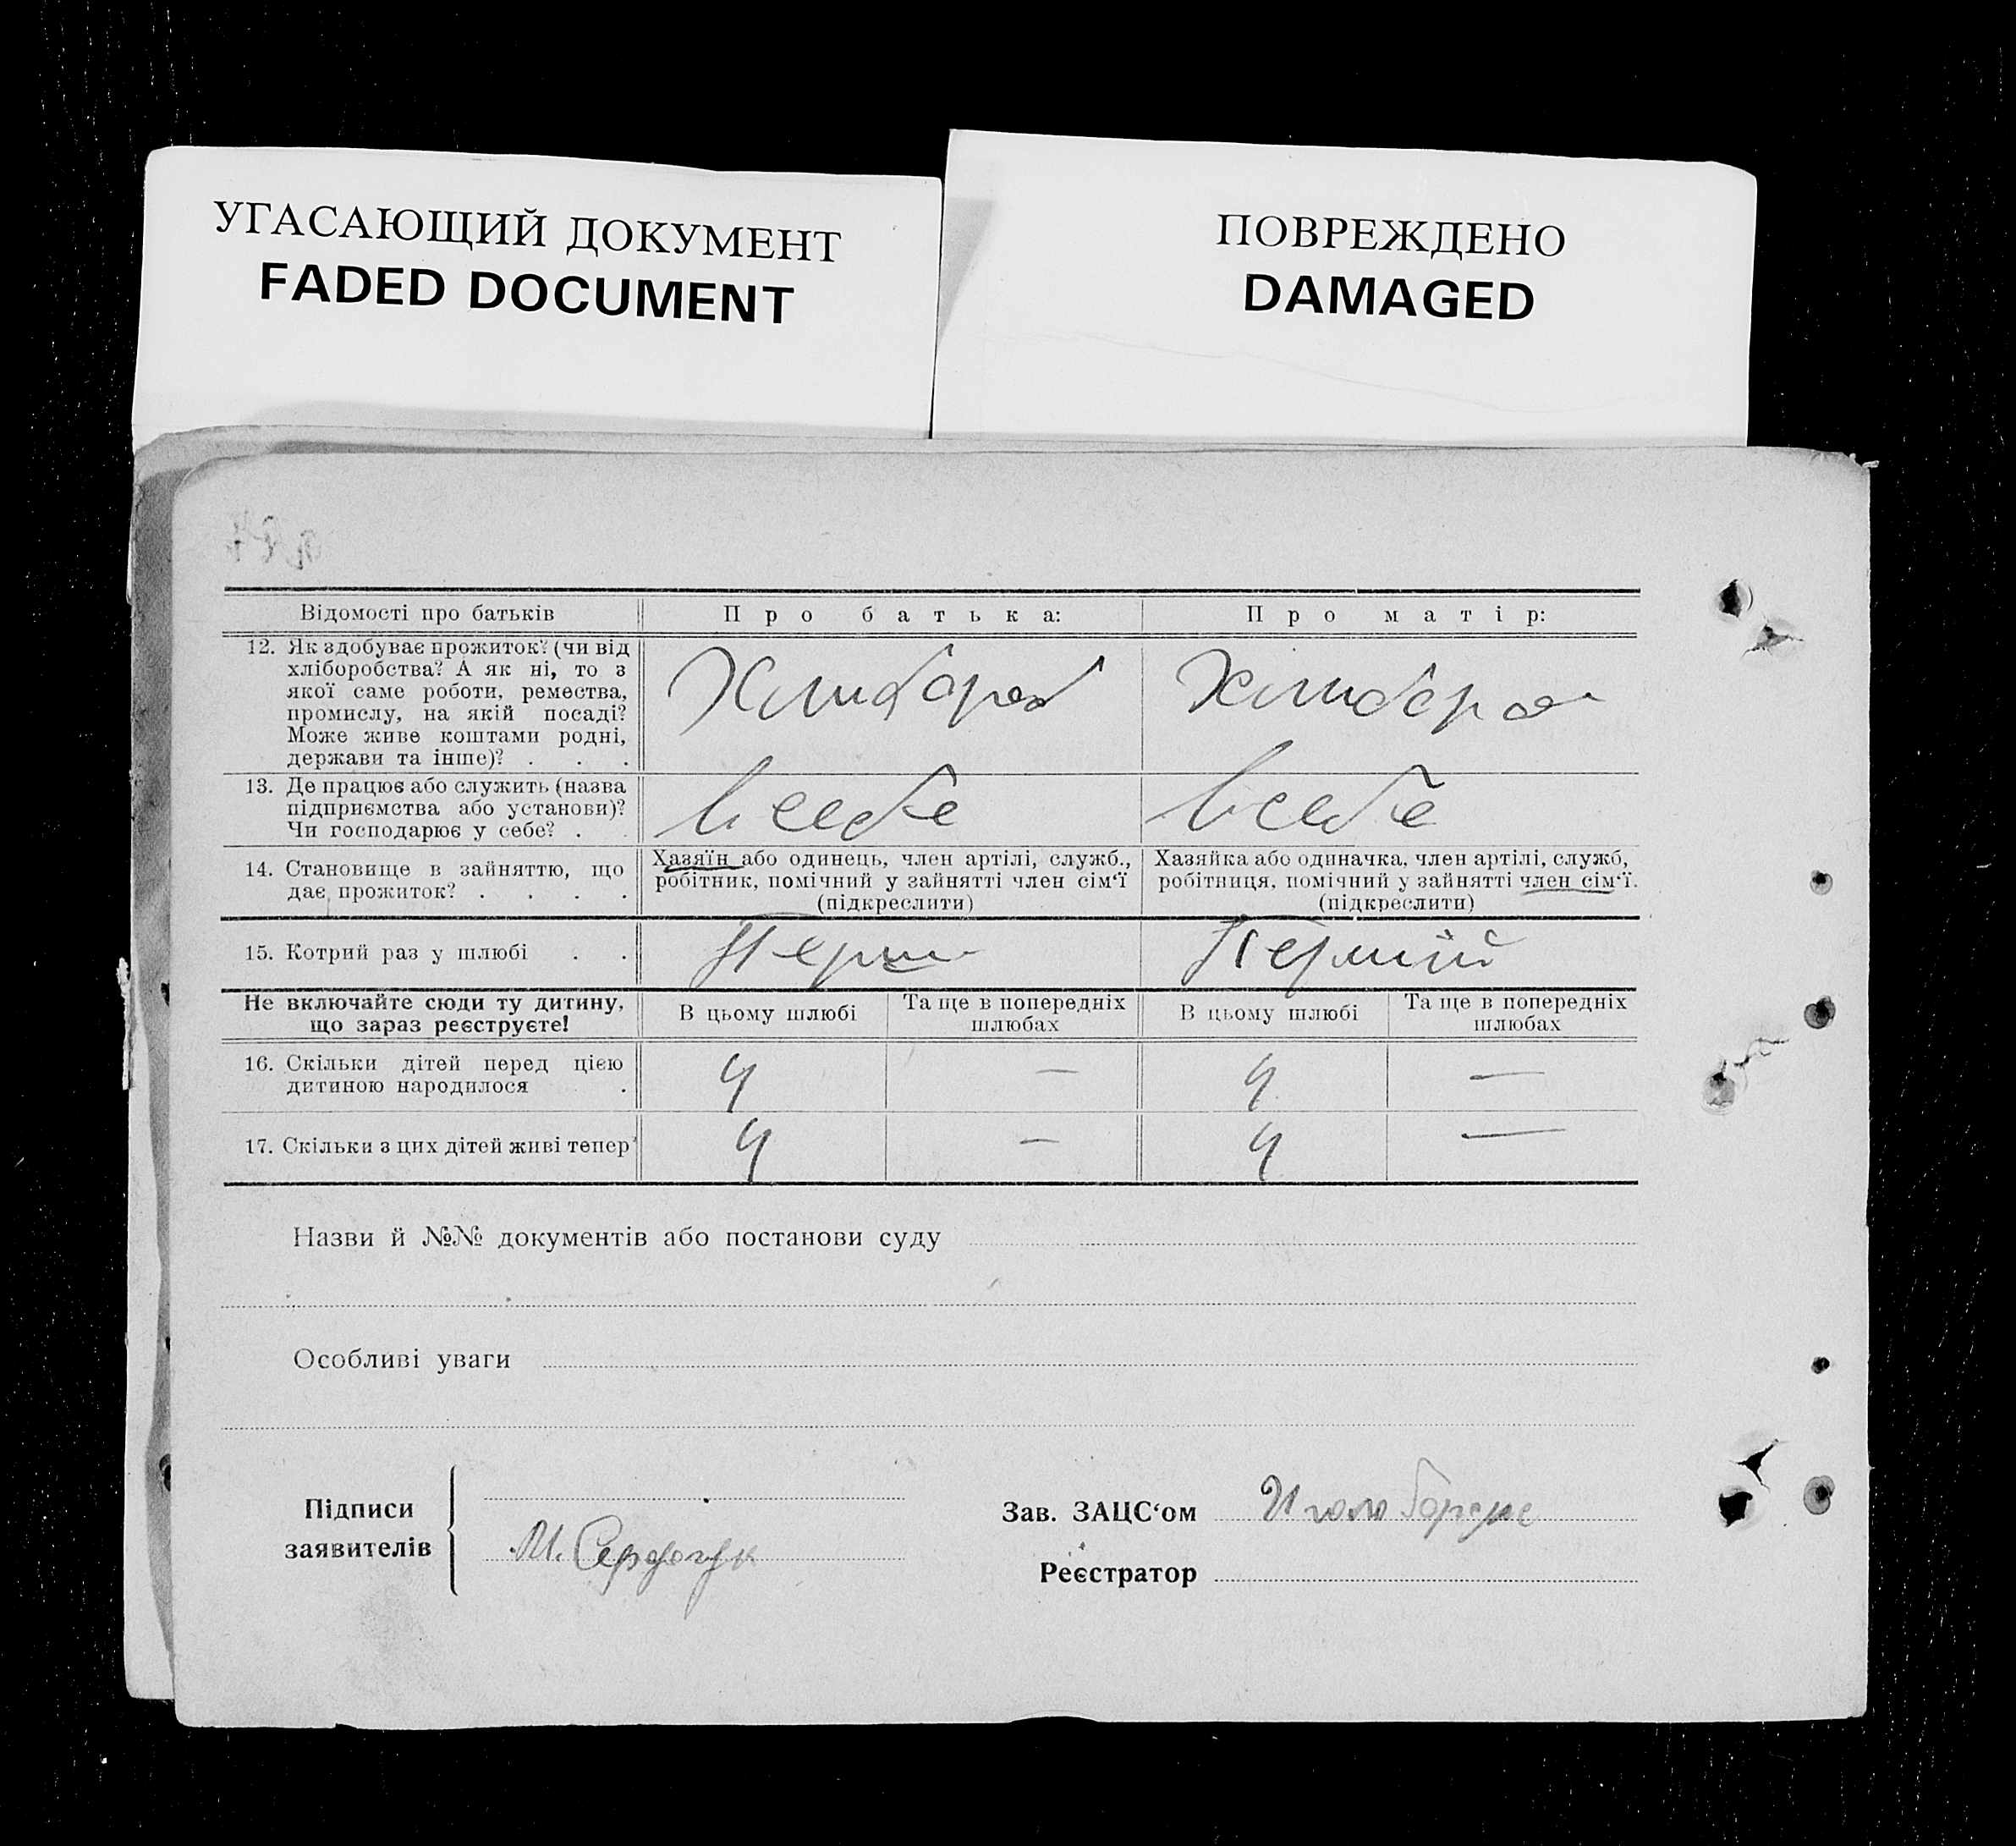 УГАСАЮЩИЙ ДОКУМЕНТ
FADED DOCUMENT
ПОВРЕЖДЕНО
DAMAGED
Відомості про батьків
Про батька:
Про матір:
12. Як здобуває прожиток? (чи від
хліборобства? А як ні, то з
якої саме роботи, ремества,
промислу, на якій посаді?
Може живе коштами родні,
держави та інше)? . . .
Хлибороб
Хлибороб
13. Де працює або служить (назва
підприємства або установи)?
Чи господарює у себе? .
В себе
В себе
14. Становище в зайняттю, що
дає прожиток? . . . .
Хазяїн або одинець, член артілі, служб.,
робітник, помічний у зайнятті член сім'ї
(підкреслити)
Хазяйка або одиначка, член артілі, служб,
робітниця, помічний у зайнятті член сім'ї.
(підкреслити)
15. Котрий раз у шлюбі . .
Перши
Перший
Не включайте сюди ту дитину,
що зараз реєструєте!
В цьому шлюбі
Та ще в попередніх
шлюбах
В цьому шлюбі
Та ще в попередніх
шлюбах
16. Скільки дітей перед цією
дитиною народилося .
4 — 4 —
17. Скільки з цих дітей живі тепер
4 — 4 —
Назви й №№ документів або постанови суду
Особливі уваги
Підписи
заявителів
М. Сердюк
Зав. ЗАЦС'ом
Реєстратор